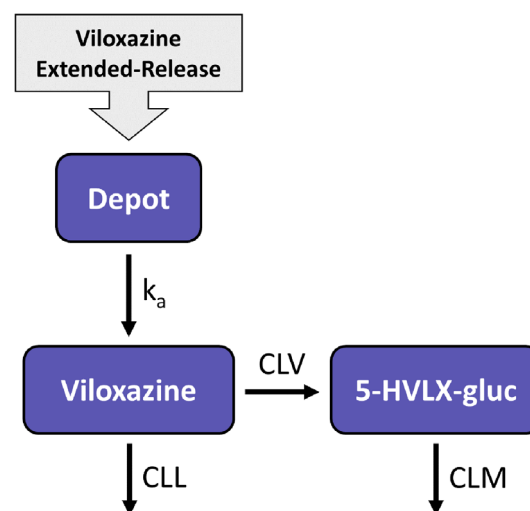 Viloxazine
Extended-Release
Depot
ka
Viloxazine
CLV
5-HVLX-gluc
CLL
CLM